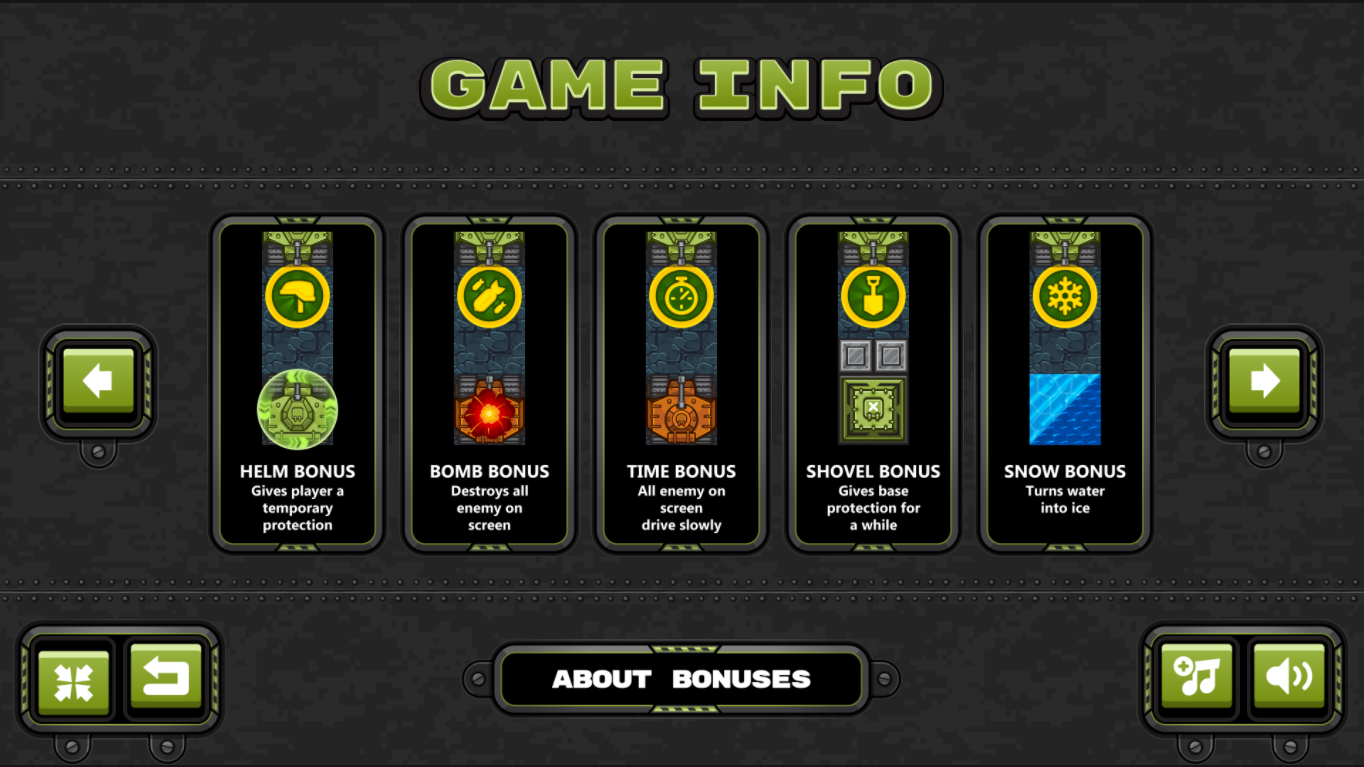 GAME INFO
HELM BONUS
Gives player a
temporary
protection
BOMB BONUS
Destroys all
enemy on
screen
TIME BONUS
All enemy on
screen
drive slowly
SHOVEL BONUS
Gives base
protection for
a while
SNOW BONUS
Turns water
into ice
ABOUT BONUSES